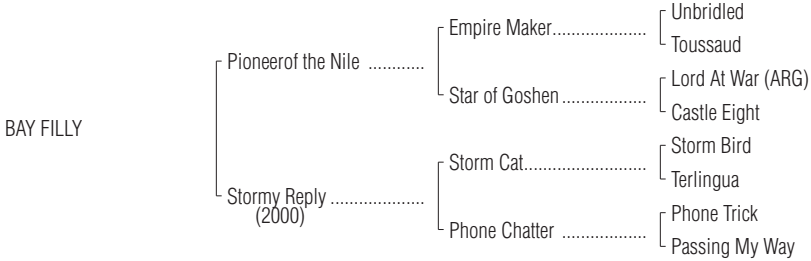 Unbridled
Empire Maker....................
Toussaud
Pioneerof the Nile ............
Lord At War (ARG)
Star of Goshen..................
Castle Eight
BAY FILLY
Storm Bird
Storm Cat..........................
Terlingua
Stormy Reply ....................
(2000)
Phone Trick
Phone Chatter ..................
Passing My Way